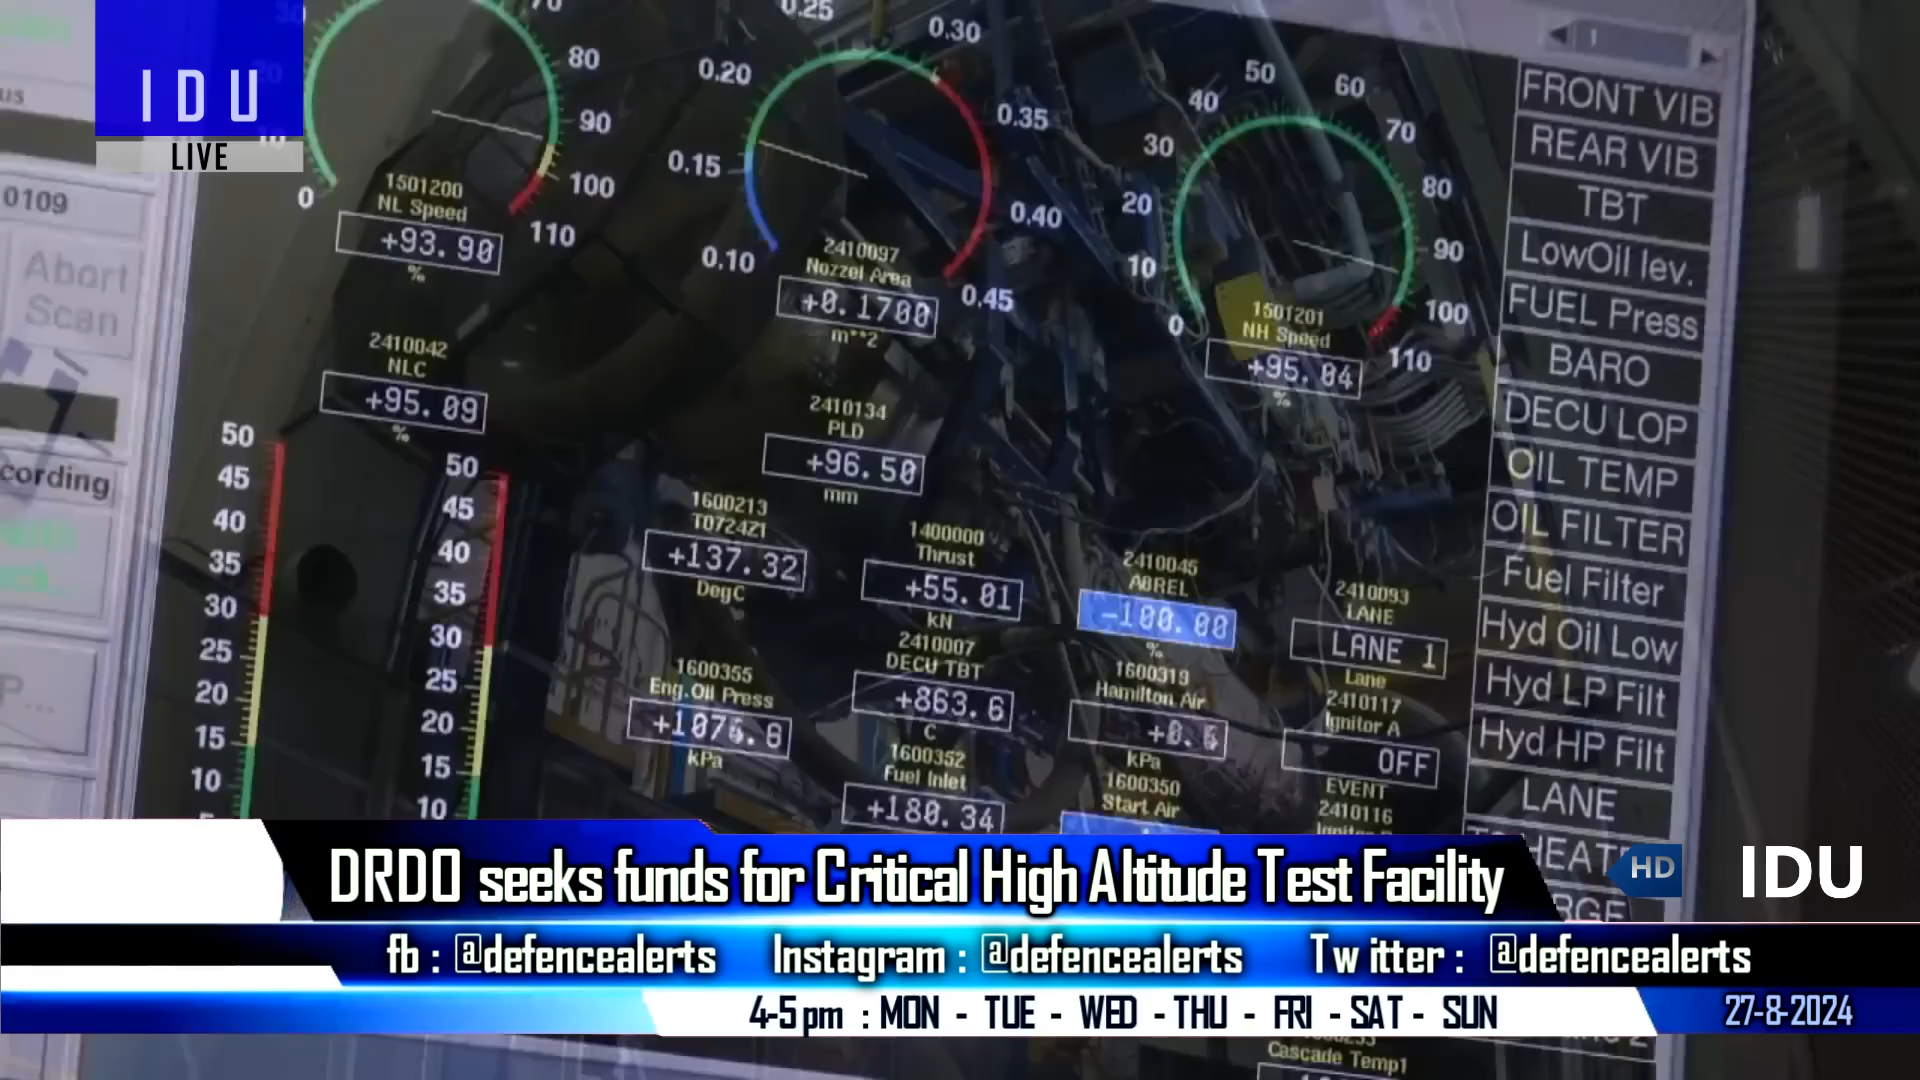 IDU
LIVE
us
0109
Abort
Scan
cording
P...
70
80
90
100
110
0
10
1501200
NL Speed
+93.90
%
2410042
NLC
+95.09
%
0.25
0.30
0.20
0.35
0.15
0.40
0.10
0.45
2410097
Nozzel Area
+0.1700
m**2
2410134
PLD
+96.50
mm
50
60
40
70
30
80
20
90
10
100
0
110
1501201
NH Speed
+95.04
%
50
45
40
35
30
25
20
15
10
50
45
40
35
30
25
20
15
10
1600213
T0724Z1
+137.32
DegC
1600355
Eng.Oil Press
kPa
1400000
Thrust
+55.01
kN
2410007
DECU TBT
+863.6
C
1600352
Fuel Inlet
+180.34
2410045
ABREL
-100.00
%
1600319
Hamilton Air
kPa
1600350
Start Air
2410093
LANE
LANE 1
Lane
2410117
Ignitor A
OFF
EVENT
2410116
1
FRONT VIB
REAR VIB
TBT
LowOil lev.
FUEL Press
BARO
DECU LOP
OIL TEMP
OIL FILTER
Fuel Filter
Hyd Oil Low
Hyd LP Filt
Hyd HP Filt
LANE
DRDO seeks funds for Critical High Altitude Test Facility
HD
IDU
fb : @defencealerts Instagram : @defencealerts Twitter : @defencealerts
4-5pm : MON - TUE - WED - THU - FRI - SAT - SUN
27-8-2024
Cascade Temp1